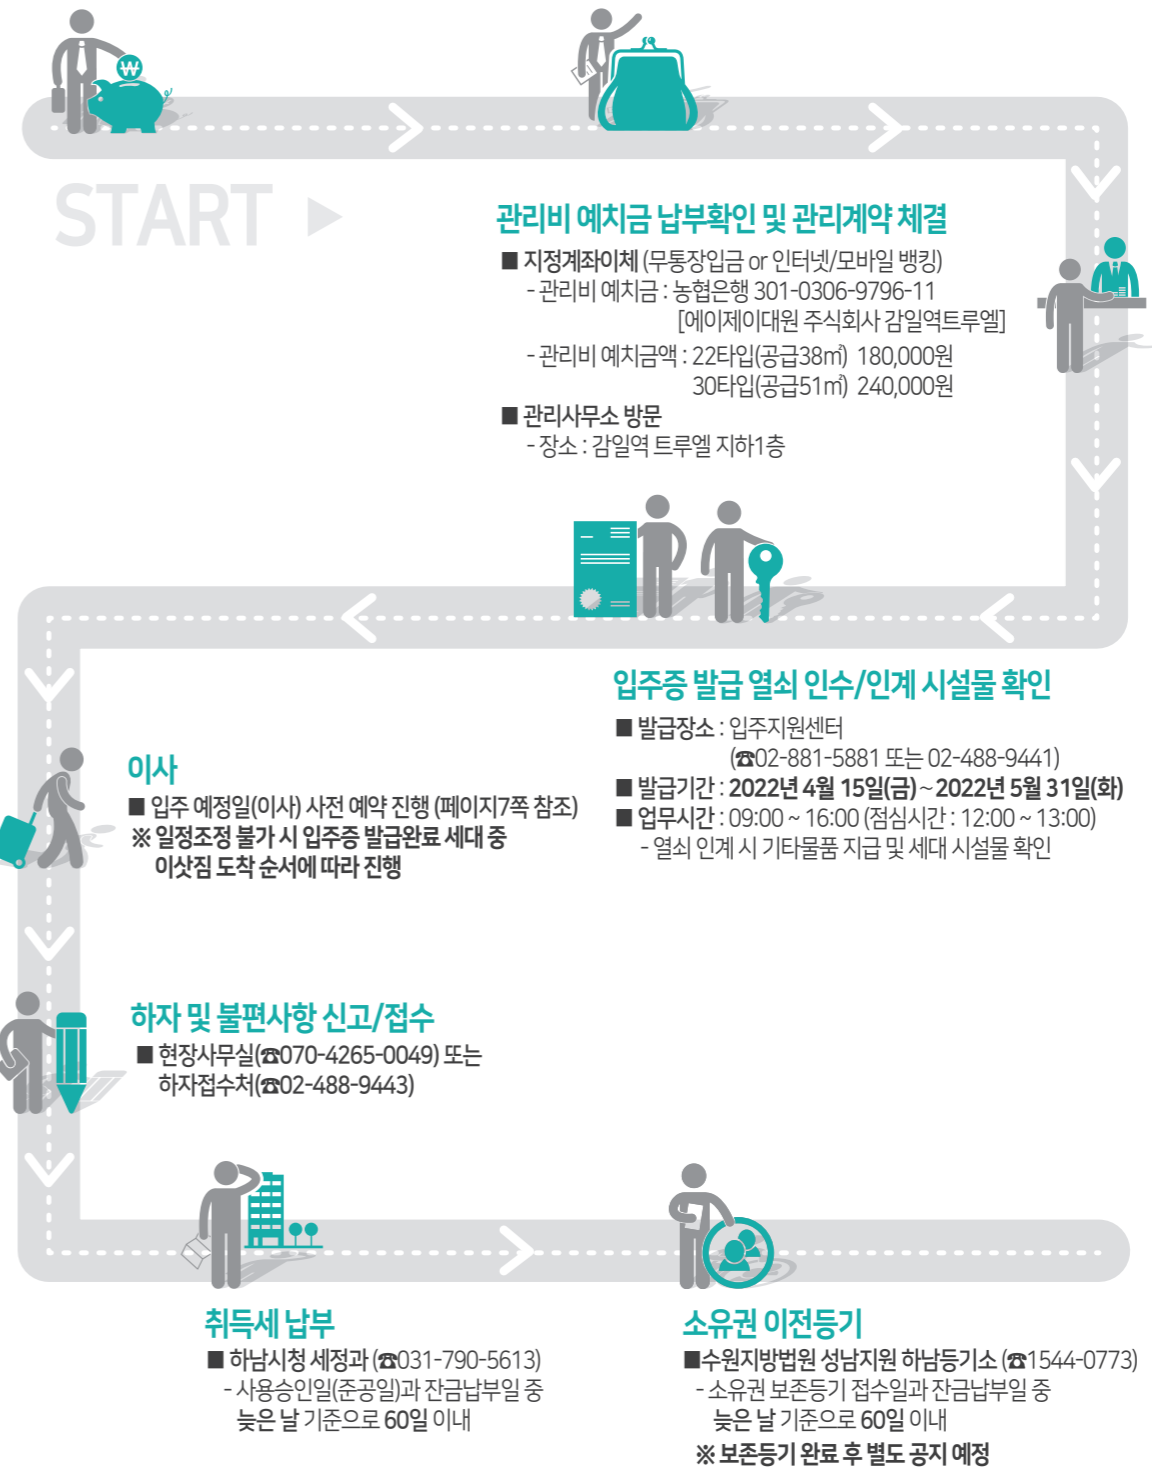 ₩
START ▶
관리비 예치금 납부확인 및 관리계약 체결
■ 지정계좌이체 (무통장입금 or 인터넷/모바일 뱅킹)
- 관리비 예치금 : 농협은행 301-0306-9796-11
[에이제이대원 주식회사 감일역트루엘]
- 관리비 예치금액 : 22타입(공급38㎡) 180,000원
30타입(공급51㎡) 240,000원
■ 관리사무소 방문
- 장소 : 감일역 트루엘 지하1층
입주증 발급 열쇠 인수/인계 시설물 확인
■ 발급장소 : 입주지원센터
(☎02-881-5881 또는 02-488-9441)
■ 발급기간 : 2022년 4월 15일(금) ~ 2022년 5월 31일(화)
■ 업무시간 : 09:00 ~ 16:00 (점심시간 : 12:00 ~ 13:00)
- 열쇠 인계 시 기타물품 지급 및 세대 시설물 확인
이사
■ 입주 예정일(이사) 사전 예약 진행 (페이지7쪽 참조)
※ 일정조정 불가 시 입주증 발급완료 세대 중
이삿짐 도착 순서에 따라 진행
하자 및 불편사항 신고/접수
■ 현장사무실(☎070-4265-0049) 또는
하자접수처(☎02-488-9443)
취득세 납부
■ 하남시청 세정과 (☎031-790-5613)
- 사용승인일(준공일)과 잔금납부일 중
늦은 날 기준으로 60일 이내
소유권 이전등기
■수원지방법원 성남지원 하남등기소 (☎1544-0773)
- 소유권 보존등기 접수일과 잔금납부일 중
늦은 날 기준으로 60일 이내
※ 보존등기 완료 후 별도 공지 예정